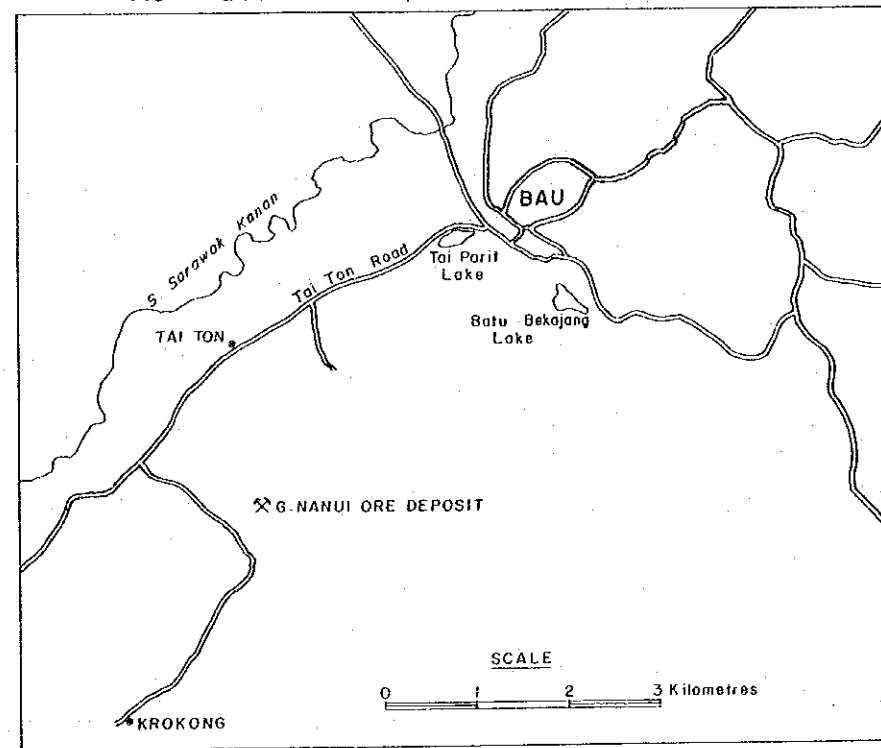 BAU
S. Sarawak Kanan
Tai Ton Road
Tai Parit
Lake
Batu Bekajang
Lake
TAI TON
G. NANUI ORE DEPOSIT
SCALE
0 1 2 3 Kilometres
KROKONG